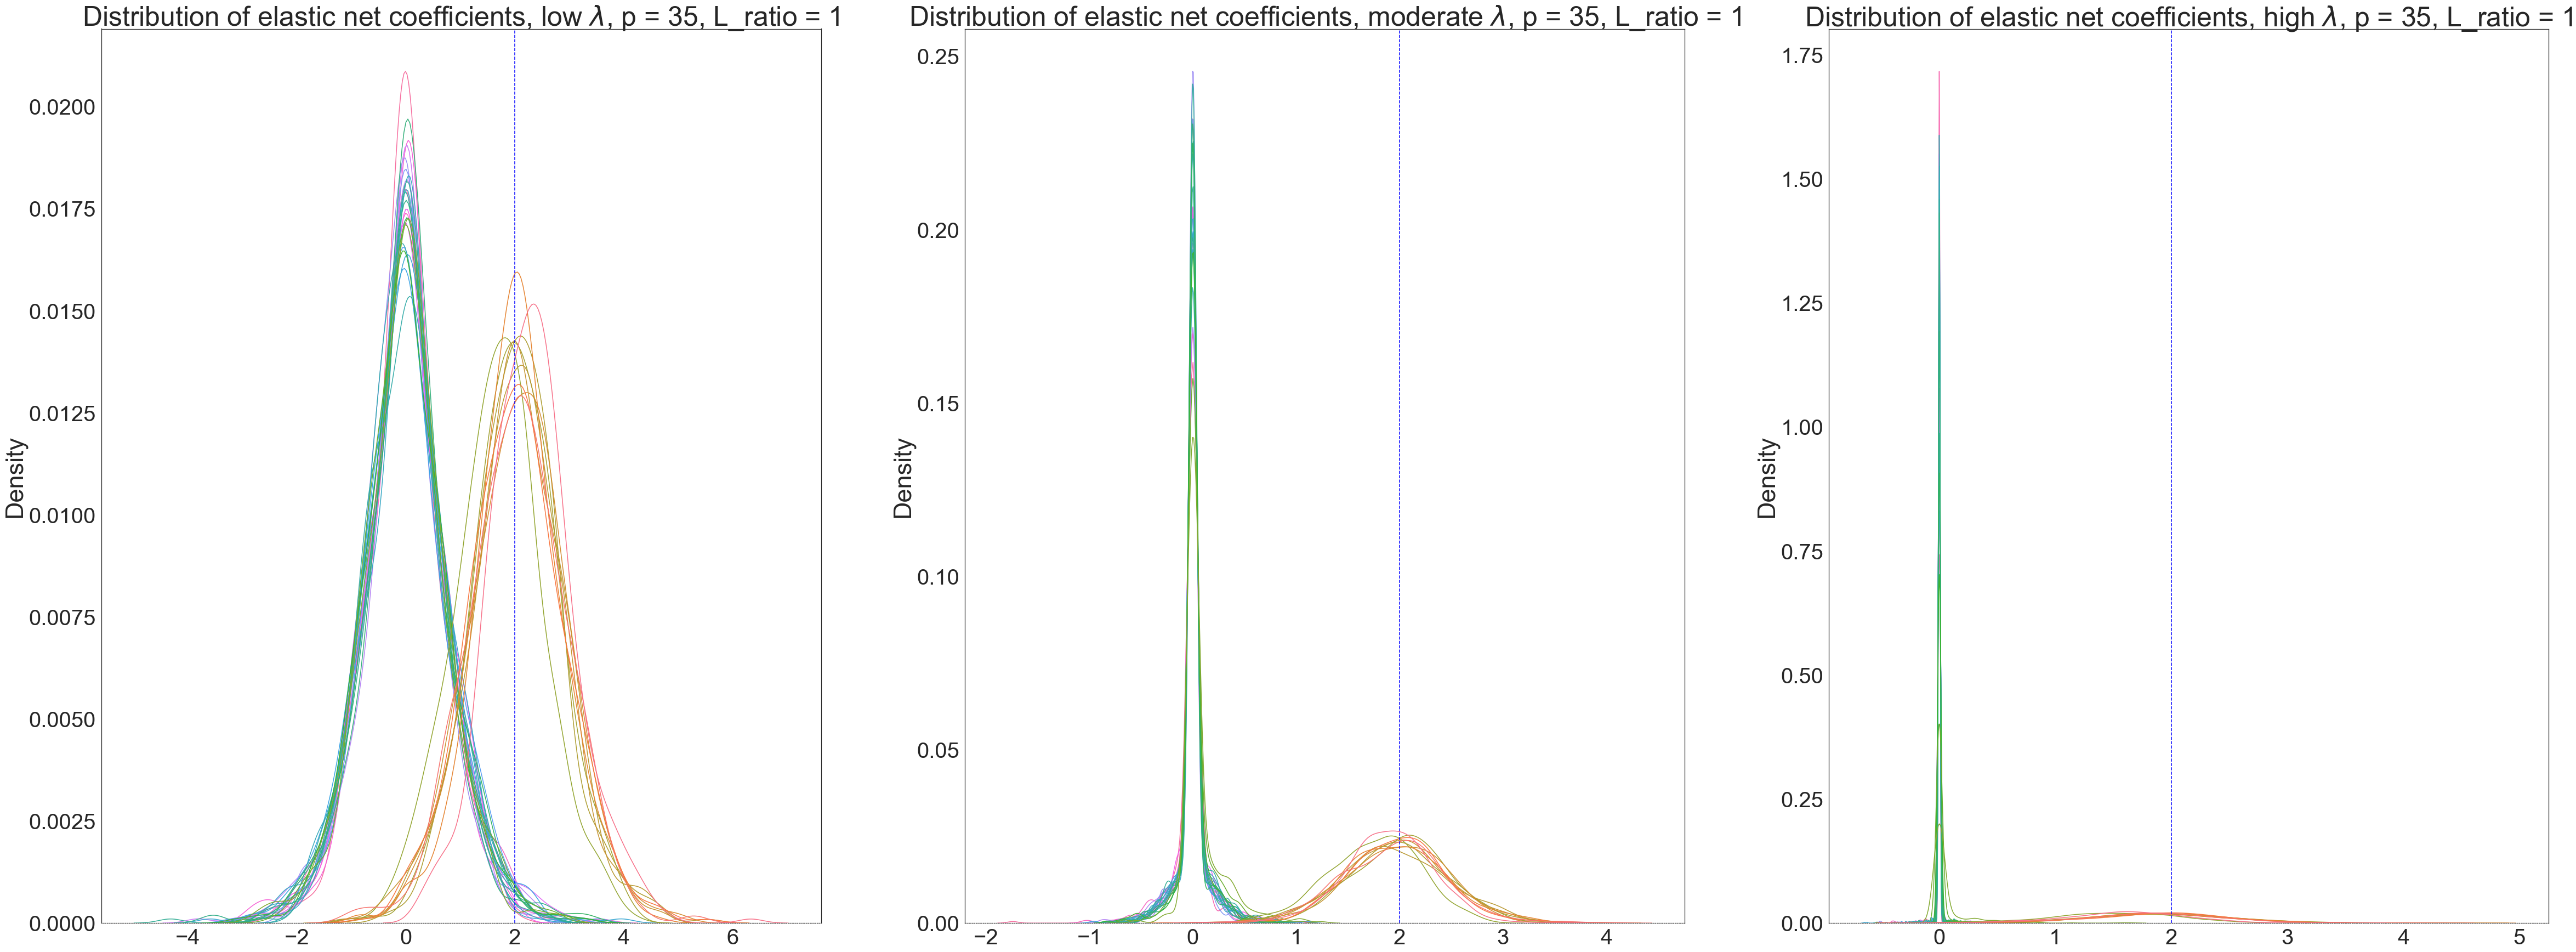 Distribution of elastic net coefficients, low λ, p = 35, L_ratio = 1
Density
0.0200
0.0175
0.0150
0.0125
0.0100
0.0075
0.0050
0.0025
0.0000
−4 −2 0 2 4 6
Distribution of elastic net coefficients, moderate λ, p = 35, L_ratio = 1
Density
0.25
0.20
0.15
0.10
0.05
0.00
−2 −1 0 1 2 3 4
Distribution of elastic net coefficients, high λ, p = 35, L_ratio = 1
Density
1.75
1.50
1.25
1.00
0.75
0.50
0.25
0.00
0 1 2 3 4 5